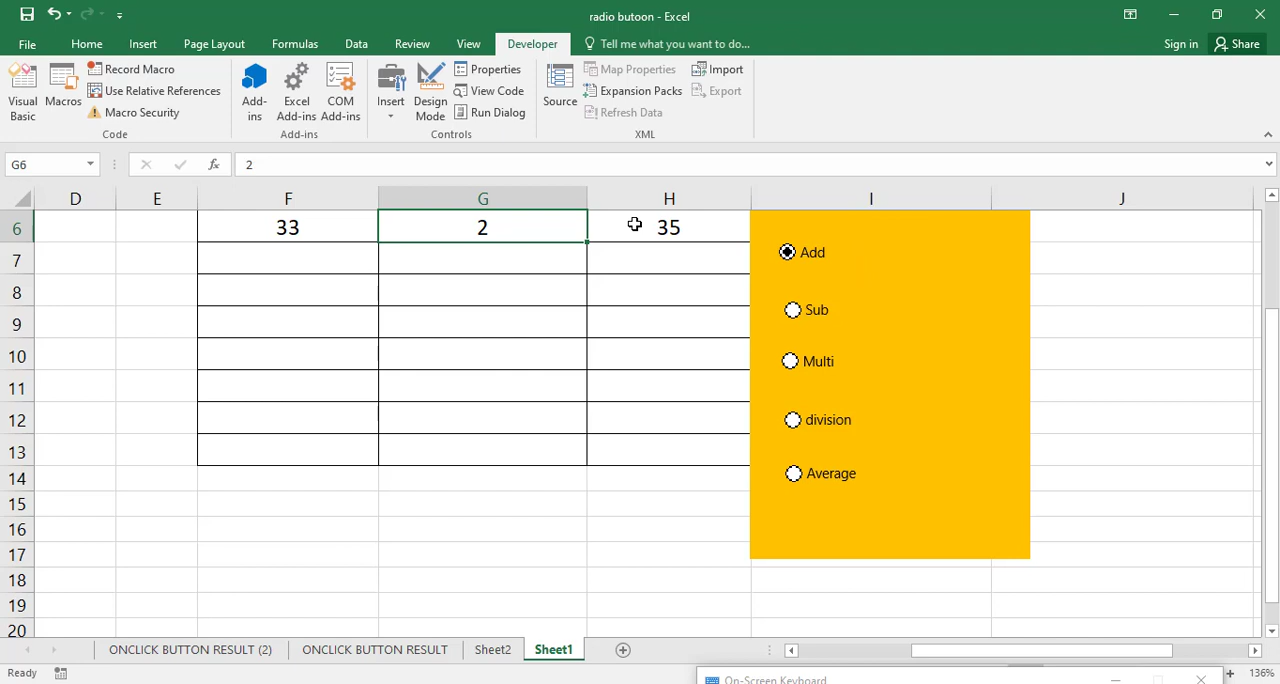 radio butoon - Excel
File Home Insert Page Layout Formulas Data Review View Developer Tell me what you want to do... Sign in Share
Visual Basic
Macros
Record Macro
Use Relative References
Macro Security
Code
Add-ins
Excel Add-ins
COM Add-ins
Add-ins
Insert
Design Mode
Properties
View Code
Run Dialog
Controls
Source
Map Properties
Expansion Packs
Refresh Data
Import
Export
XML
G6 fx 2
D E F G H I J
6 33 2 35
7
8
9
10
11
12
13
14
15
16
17
18
19
20
Add
Sub
Multi
division
Average
ONCLICK BUTTON RESULT (2) ONCLICK BUTTON RESULT Sheet2 Sheet1
Ready 136%
On-Screen Keyboard